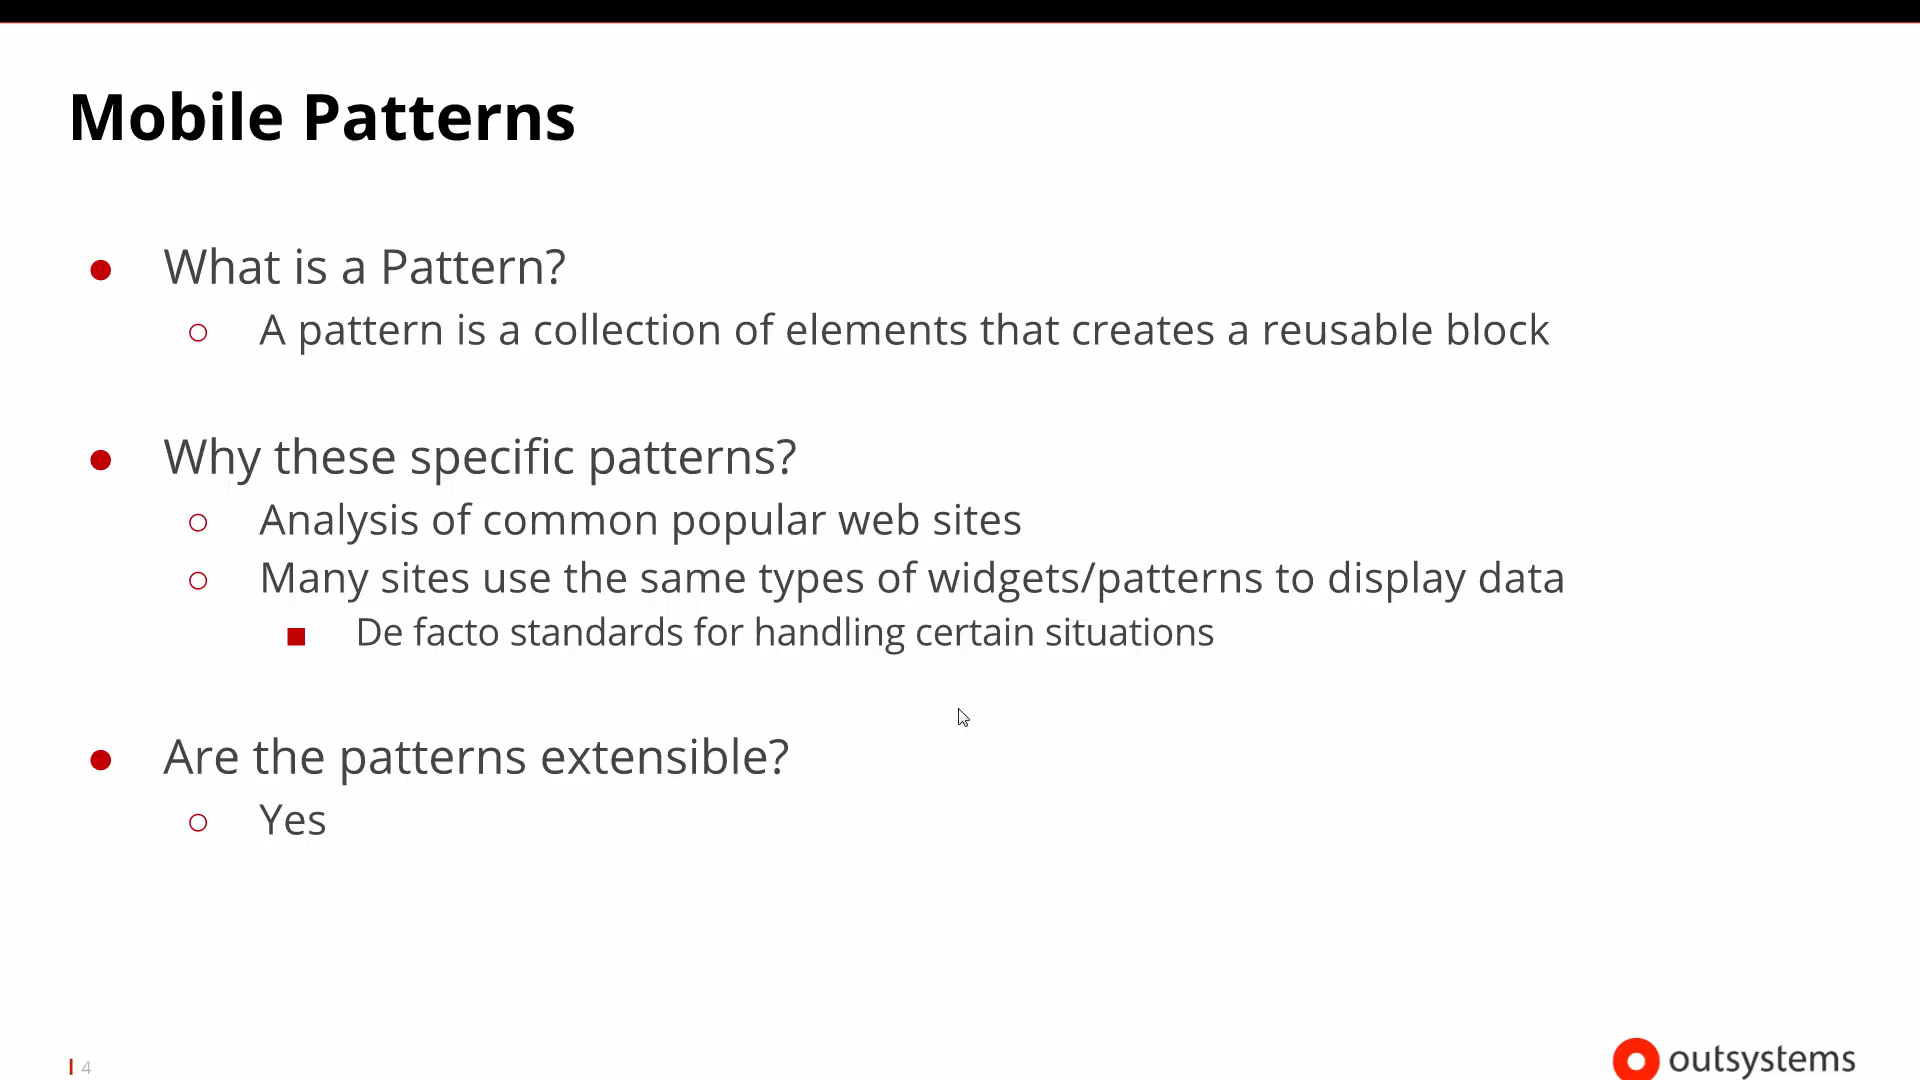 Mobile Patterns
● What is a Pattern?
○ A pattern is a collection of elements that creates a reusable block
● Why these specific patterns?
○ Analysis of common popular web sites
○ Many sites use the same types of widgets/patterns to display data
■ De facto standards for handling certain situations
● Are the patterns extensible?
○ Yes
4
outsystems